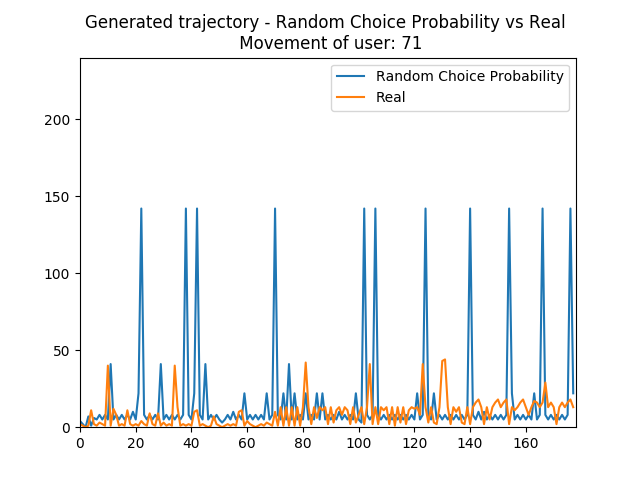 Generated trajectory - Random Choice Probability vs Real
Movement of user: 71
Random Choice Probability
Real
200
150
100
50
0
0 20 40 60 80 100 120 140 160